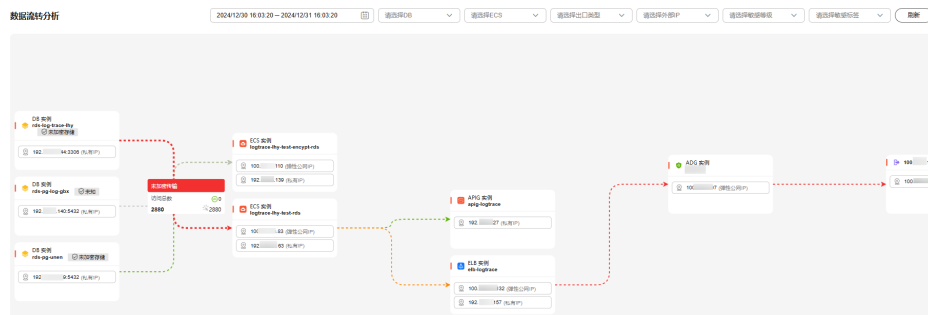 数据流转分析
2024/12/30 16:03:20 – 2024/12/31 16:03:20
请选择DB
请选择ECS
请选择出口类型
请选择外部IP
请选择敏感等级
请选择敏感标签
刷新
DB 实例
rds-log-trace-lhy
未加密存储
192. 44:3306 (私有IP)
DB 实例
rds-pg-log-gbx
未知
192. .140:5432 (私有IP)
DB 实例
rds-pg-unen
未加密存储
192. 9:5432 (私有IP)
未加密传输
访问总数
0
2880
2880
ECS 实例
logtrace-lhy-test-encypt-rds
100. .110 (弹性公网IP)
192. .139 (私有IP)
ECS 实例
logtrace-lhy-test-rds
100 .83 (弹性公网IP)
192. 63 (私有IP)
APIG 实例
apig-logtrace
192. 27 (私有IP)
ELB 实例
elb-logtrace
100. 132 (弹性公网IP)
192. 157 (私有IP)
ADG 实例
100 7 (弹性公网IP)
100.
100